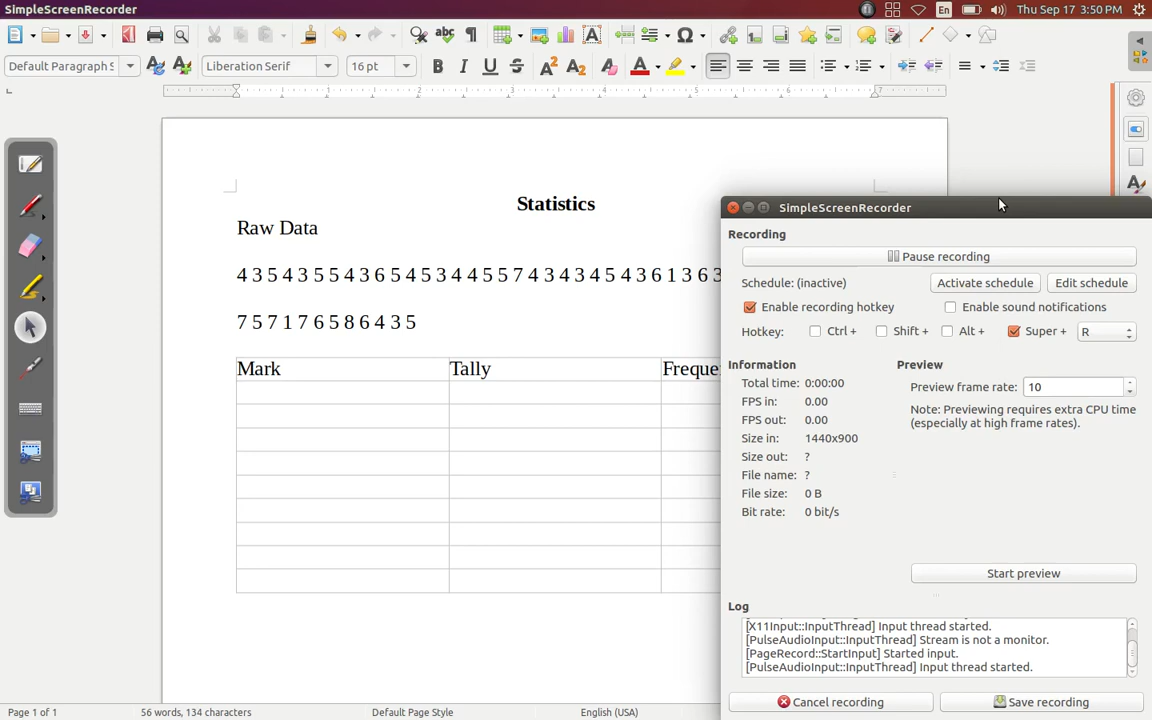 SimpleScreenRecorder
En
Thu Sep 17 3:50 PM
Default Paragraph S
Liberation Serif
16 pt
1
2
3
4
5
6
7
Statistics
Raw Data
4 3 5 4 3 5 5 4 3 6 5 4 5 3 4 4 5 5 7 4 3 4 3 4 5 4 3 6 1 3 6 3
7 5 7 1 7 6 5 8 6 4 3 5
Mark Tally Freque
SimpleScreenRecorder
Recording
Pause recording
Schedule: (inactive) Activate schedule Edit schedule
Enable recording hotkey Enable sound notifications
Hotkey: Ctrl + Shift + Alt + Super + R
Information
Total time: 0:00:00
FPS in: 0.00
FPS out: 0.00
Size in: 1440x900
Size out: ?
File name: ?
File size: 0 B
Bit rate: 0 bit/s
Preview
Preview frame rate: 10
Note: Previewing requires extra CPU time
(especially at high frame rates).
Start preview
Log
[X11Input::InputThread] Input thread started.
[PulseAudioInput::InputThread] Stream is not a monitor.
[PageRecord::StartInput] Started input.
[PulseAudioInput::InputThread] Input thread started.
Cancel recording Save recording
Page 1 of 1 56 words, 134 characters Default Page Style English (USA)